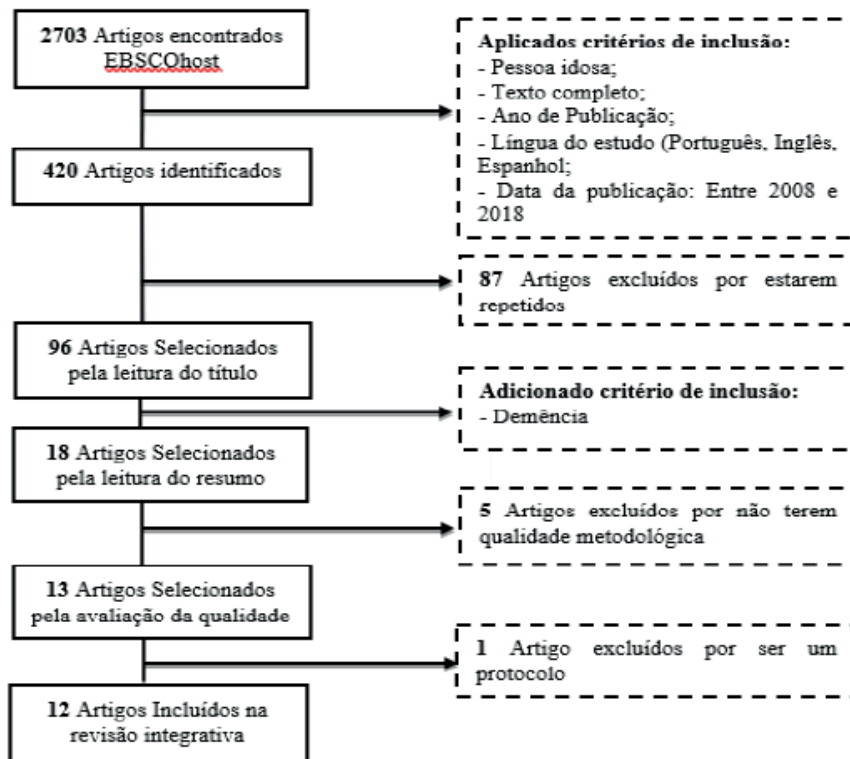 2703 Artigos encontrados
EBSCOhost
Aplicados critérios de inclusão:
- Pessoa idosa;
- Texto completo;
- Ano de Publicação;
- Língua do estudo (Português, Inglês,
Espanhol;
- Data da publicação: Entre 2008 e
2018
420 Artigos identificados
87 Artigos excluídos por estarem
repetidos
96 Artigos Selecionados
pela leitura do título
Adicionado critério de inclusão:
- Demência
18 Artigos Selecionados
pela leitura do resumo
5 Artigos excluídos por não terem
qualidade metodológica
13 Artigos Selecionados
pela avaliação da qualidade
1 Artigo excluídos por ser um
protocolo
12 Artigos Incluídos na
revisão integrativa